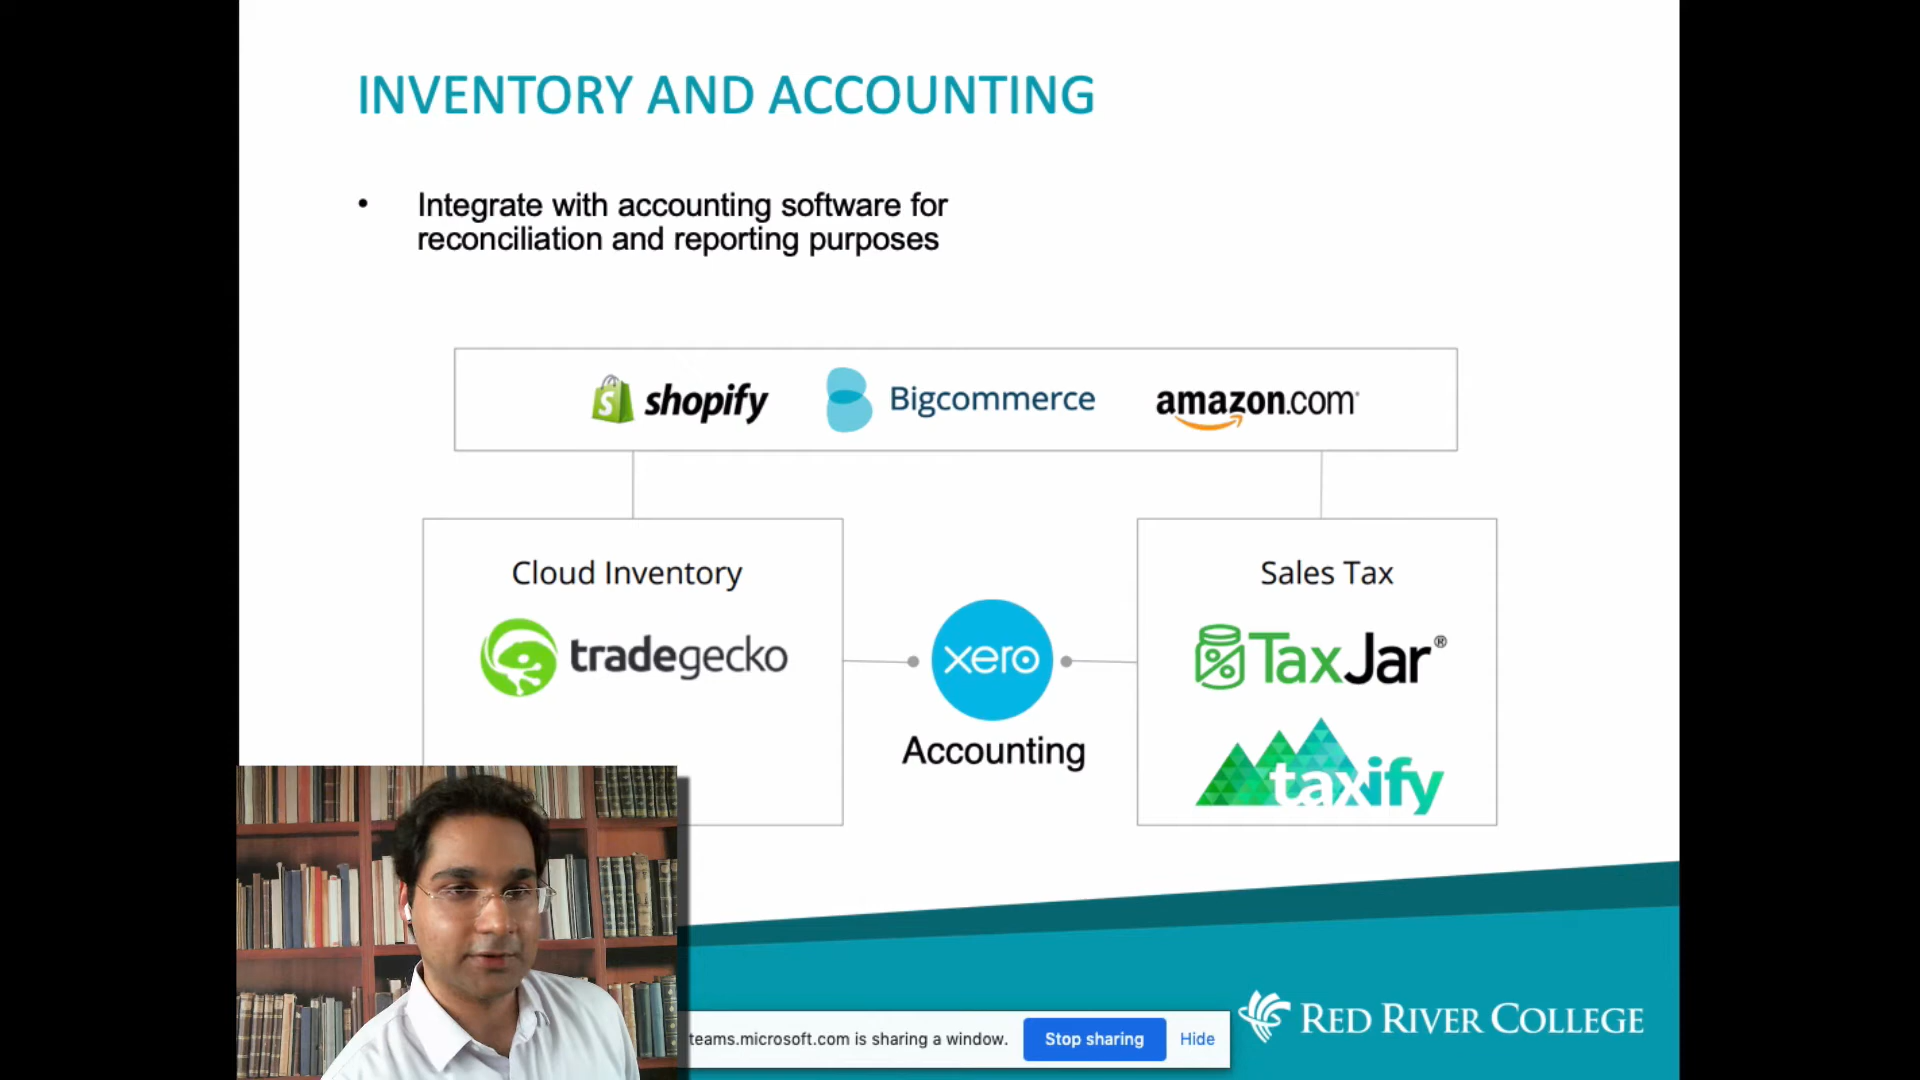 INVENTORY AND ACCOUNTING
• Integrate with accounting software for
reconciliation and reporting purposes
shopify
Bigcommerce
amazon.com
Cloud Inventory
tradegecko
xero
Accounting
Sales Tax
TaxJar®
taxify
teams.microsoft.com is sharing a window.
Stop sharing
Hide
RED RIVER COLLEGE